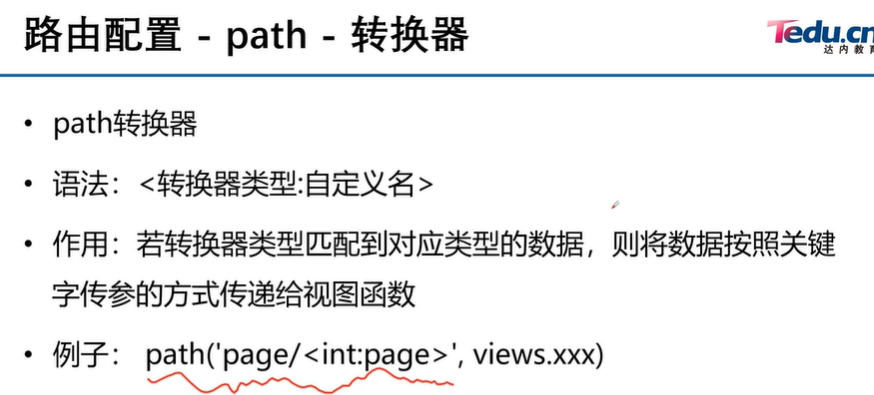 路由配置 - path - 转换器
Tedu.cn
达内教育
• path转换器
• 语法：<转换器类型:自定义名>
• 作用：若转换器类型匹配到对应类型的数据，则将数据按照关键
字传参的方式传递给视图函数
• 例子： path('page/<int:page>', views.xxx)